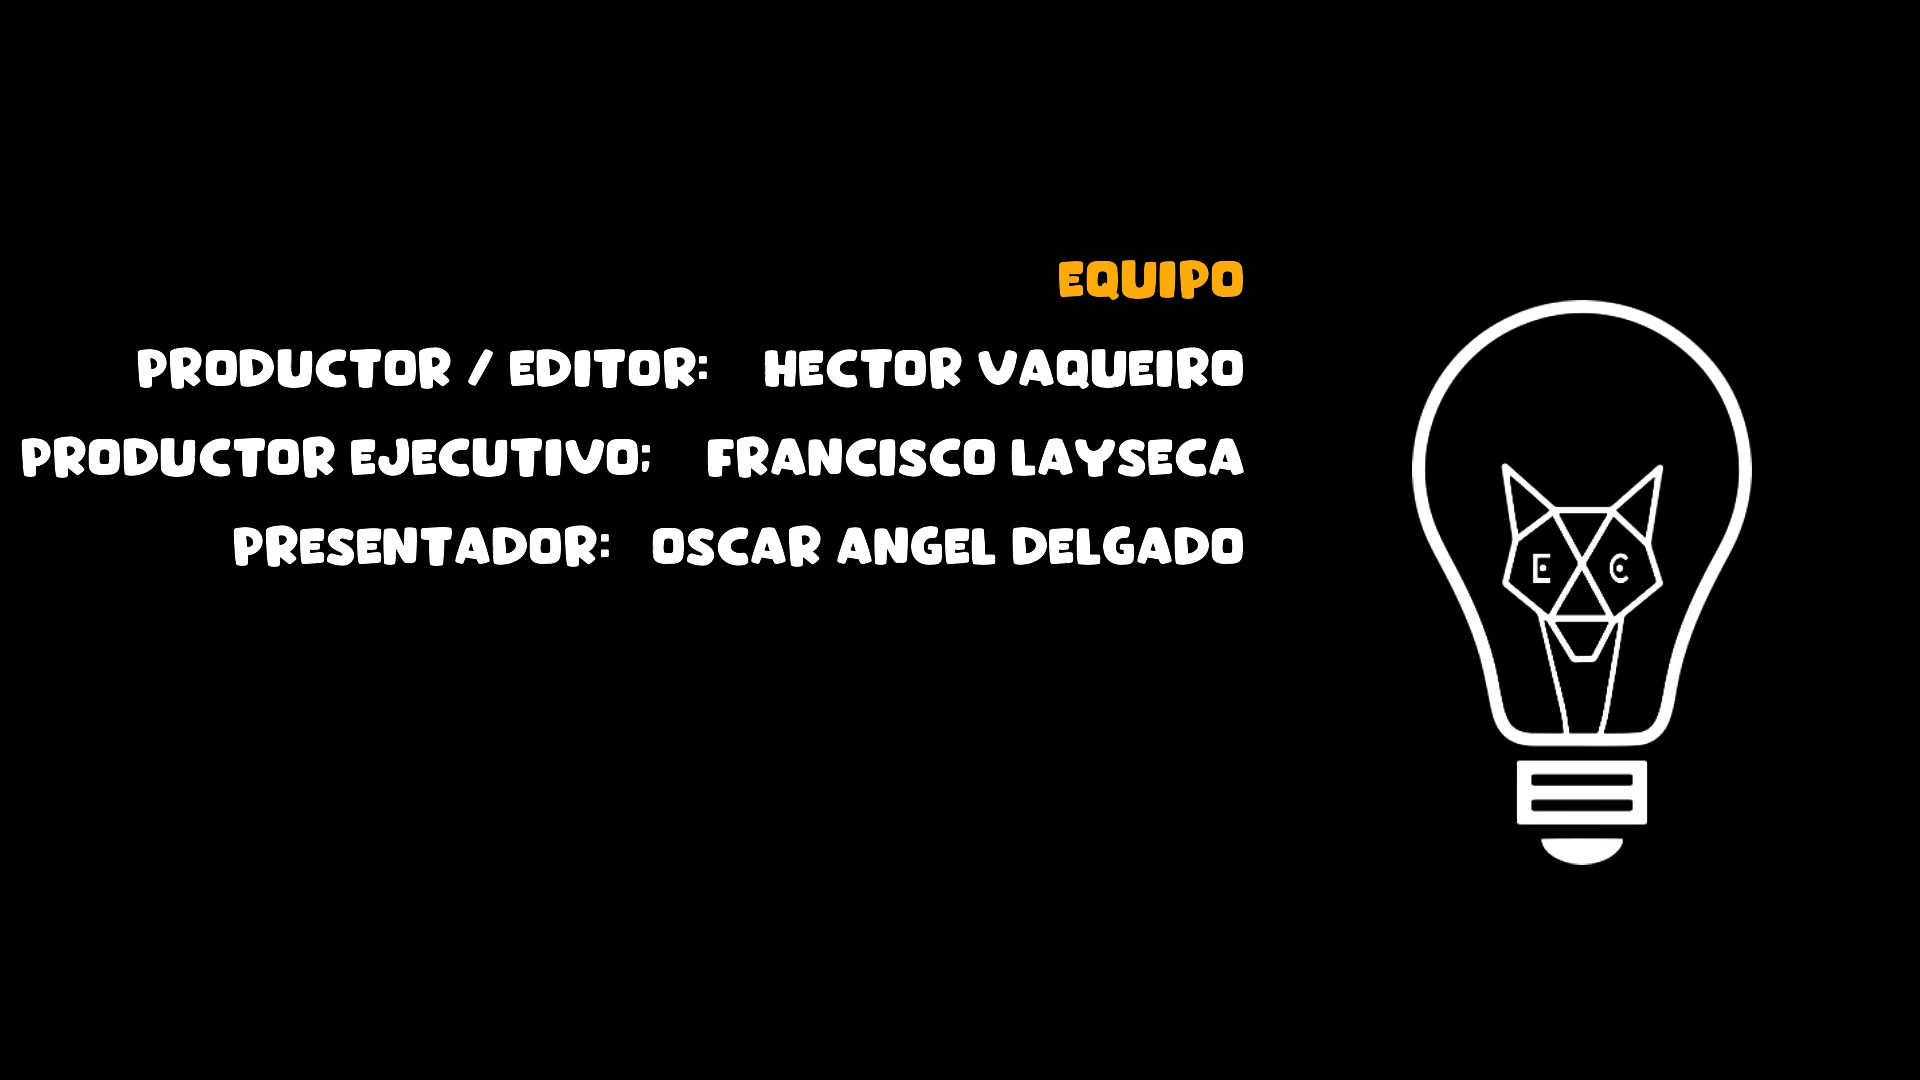 EQUIPO
PRODUCTOR / EDITOR: HECTOR VAQUEIRO
PRODUCTOR EJECUTIVO; FRANCISCO LAYSECA
PRESENTADOR: OSCAR ANGEL DELGADO
E C